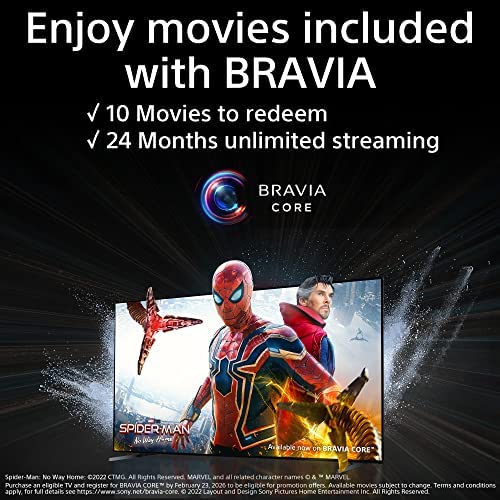 Enjoy movies included
with BRAVIA
√ 10 Movies to redeem
√ 24 Months unlimited streaming
BRAVIA
CORE
SPIDER-MAN
No Way Home
Available now on BRAVIA CORE™
Spider-Man: No Way Home: ©2022 CTMG. All Rights Reserved. MARVEL and all related character names © & ™ MARVEL
Purchase an eligible TV and register for BRAVIA CORE™ by February 23, 2026 to be eligible for promotion offers. Available movies subject to change. Terms and conditions
apply, for full details see https://www.sony.net/bravia-core. © 2022 Layout and Design Sony Pictures Home Entertainment Inc. All Rights Reserved.